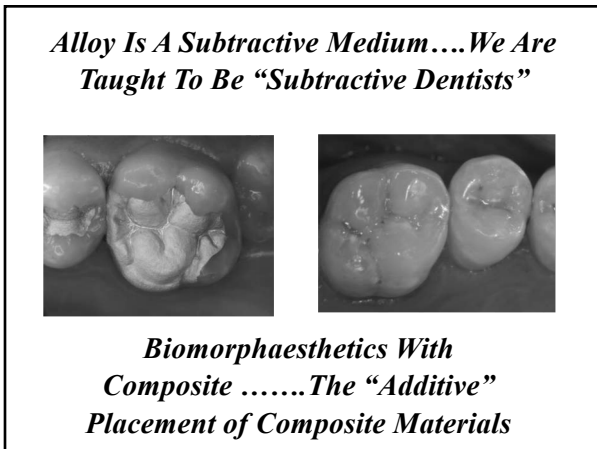 Alloy Is A Subtractive Medium….We Are
Taught To Be “Subtractive Dentists”
Biomorphaesthetics With
Composite …….The “Additive”
Placement of Composite Materials